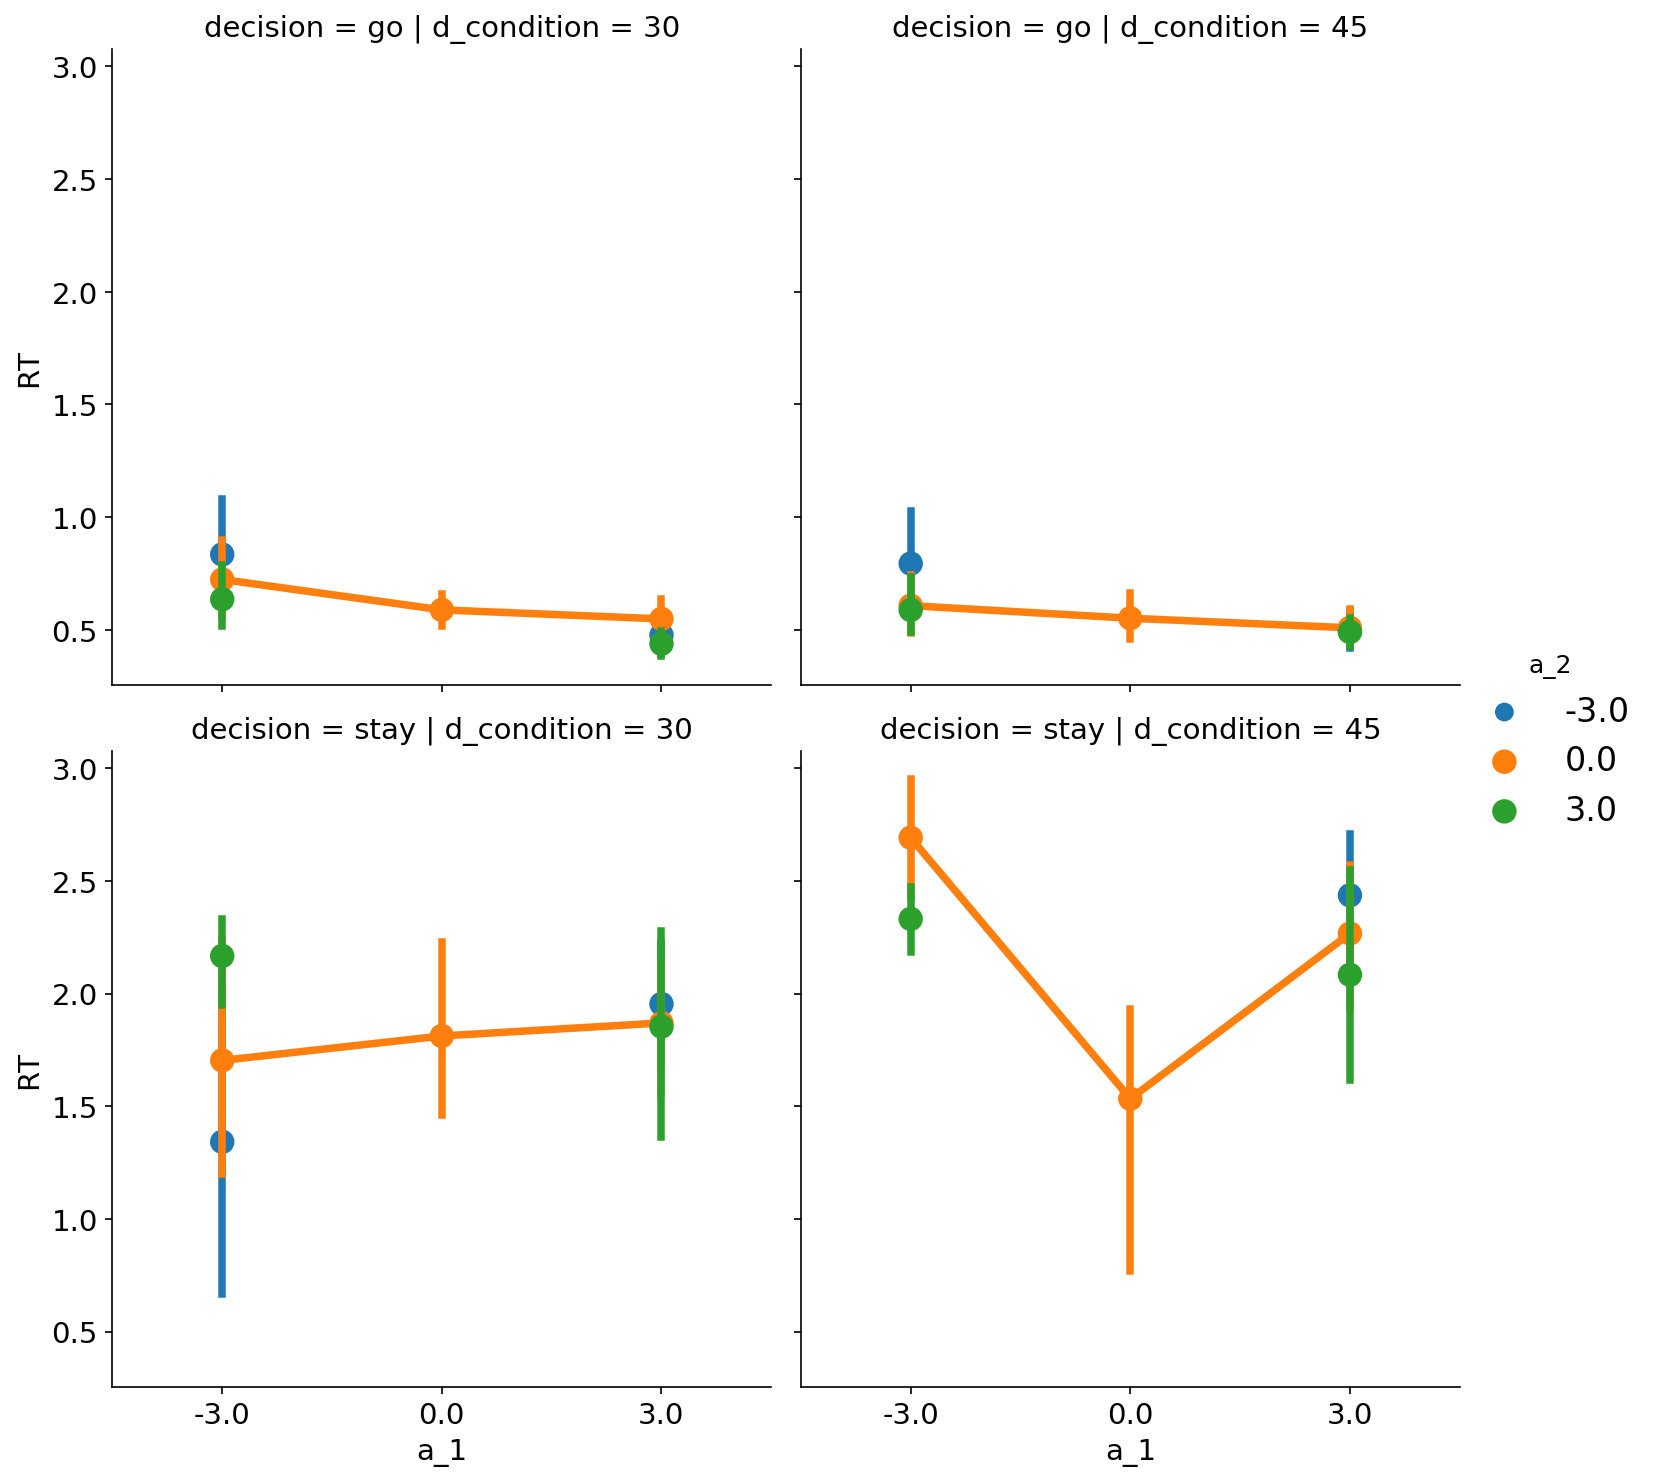 decision = go | d_condition = 30
decision = go | d_condition = 45
3.0
2.5
2.0
1.5
1.0
0.5
RT
decision = stay | d_condition = 30
decision = stay | d_condition = 45
3.0
2.5
2.0
1.5
1.0
0.5
RT
-3.0 0.0 3.0
a_1
-3.0 0.0 3.0
a_1
a_2
-3.0
0.0
3.0